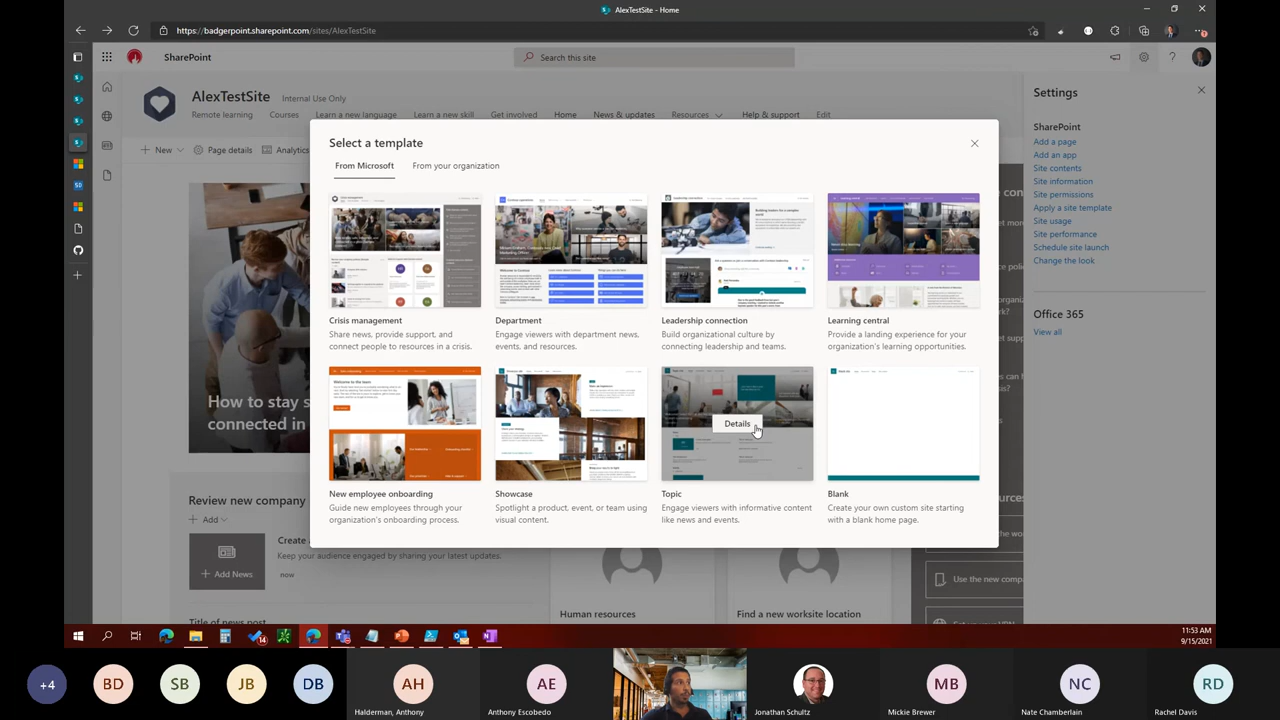 AlexTestSite - Home
https://badgerpoint.sharepoint.com/sites/AlexTestSite
SharePoint
Search this site
AlexTestSite
Internal Use Only
Remote learning
Courses
Learn a new language
Learn a new skill
Get involved
Home
News & updates
Resources
Help & support
Edit
New
Page details
Analytics
Settings
SharePoint
Add a page
Add an app
Site contents
Site information
Site permissions
Apply a site template
Site usage
Site performance
Schedule site launch
Change the look
Office 365
View all
Select a template
From Microsoft
From your organization
Crisis management
Share news, provide support, and
connect people to resources in a crisis.
Department
Engage viewers with department news,
events, and resources.
Leadership connection
Build organizational culture by
connecting leadership and teams.
Learning central
Provide a landing experience for your
organization's learning opportunities.
Details
New employee onboarding
Guide new employees through your
organization's onboarding process.
Showcase
Spotlight a product, event, or team using
visual content.
Topic
Engage viewers with informative content
like news and events.
Blank
Create your own custom site starting
with a blank home page.
How to stay s
connected in
Review new company
Add
Create
Keep your audience engaged by sharing your latest updates.
now
Add News
Title of news post
Human resources
Find a new worksite location
Use the new compa
11:53 AM
9/15/2021
+4
BD
SB
JB
DB
AH
Halderman, Anthony
AE
Anthony Escobedo
Jonathan Schultz
MB
Mickie Brewer
NC
Nate Chamberlain
RD
Rachel Davis